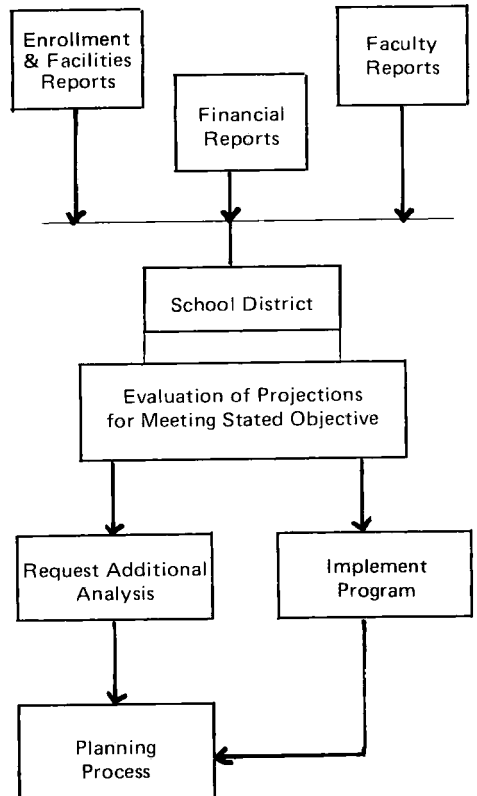 Enrollment
& Facilities
Reports
Financial
Reports
Faculty
Reports
School District
Evaluation of Projections
for Meeting Stated Objective
Request Additional
Analysis
Implement
Program
Planning
Process